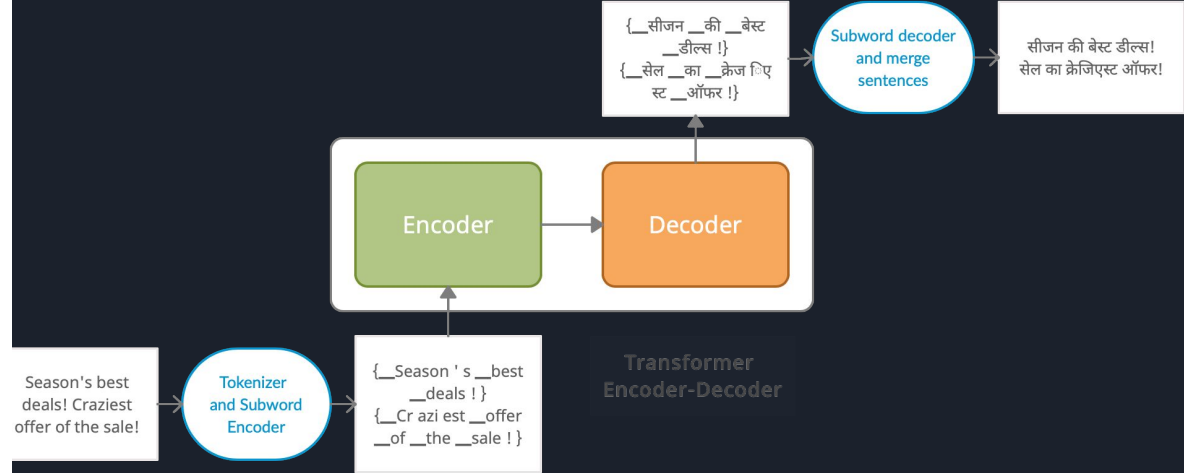 {__सीजन __की __बेस्ट
__डील्स !}
{__सेल __का __क्रेज िए
स्ट __ऑफर !}
Subword decoder
and merge
sentences
सीजन की बेस्ट डील्स!
सेल का क्रेजिएस्ट ऑफर!
Encoder
Decoder
Season's best
deals! Craziest
offer of the sale!
Tokenizer
and Subword
Encoder
{__Season ' s __best
__deals ! }
{__Cr azi est __offer
__of __the __sale ! }
Transformer
Encoder-Decoder